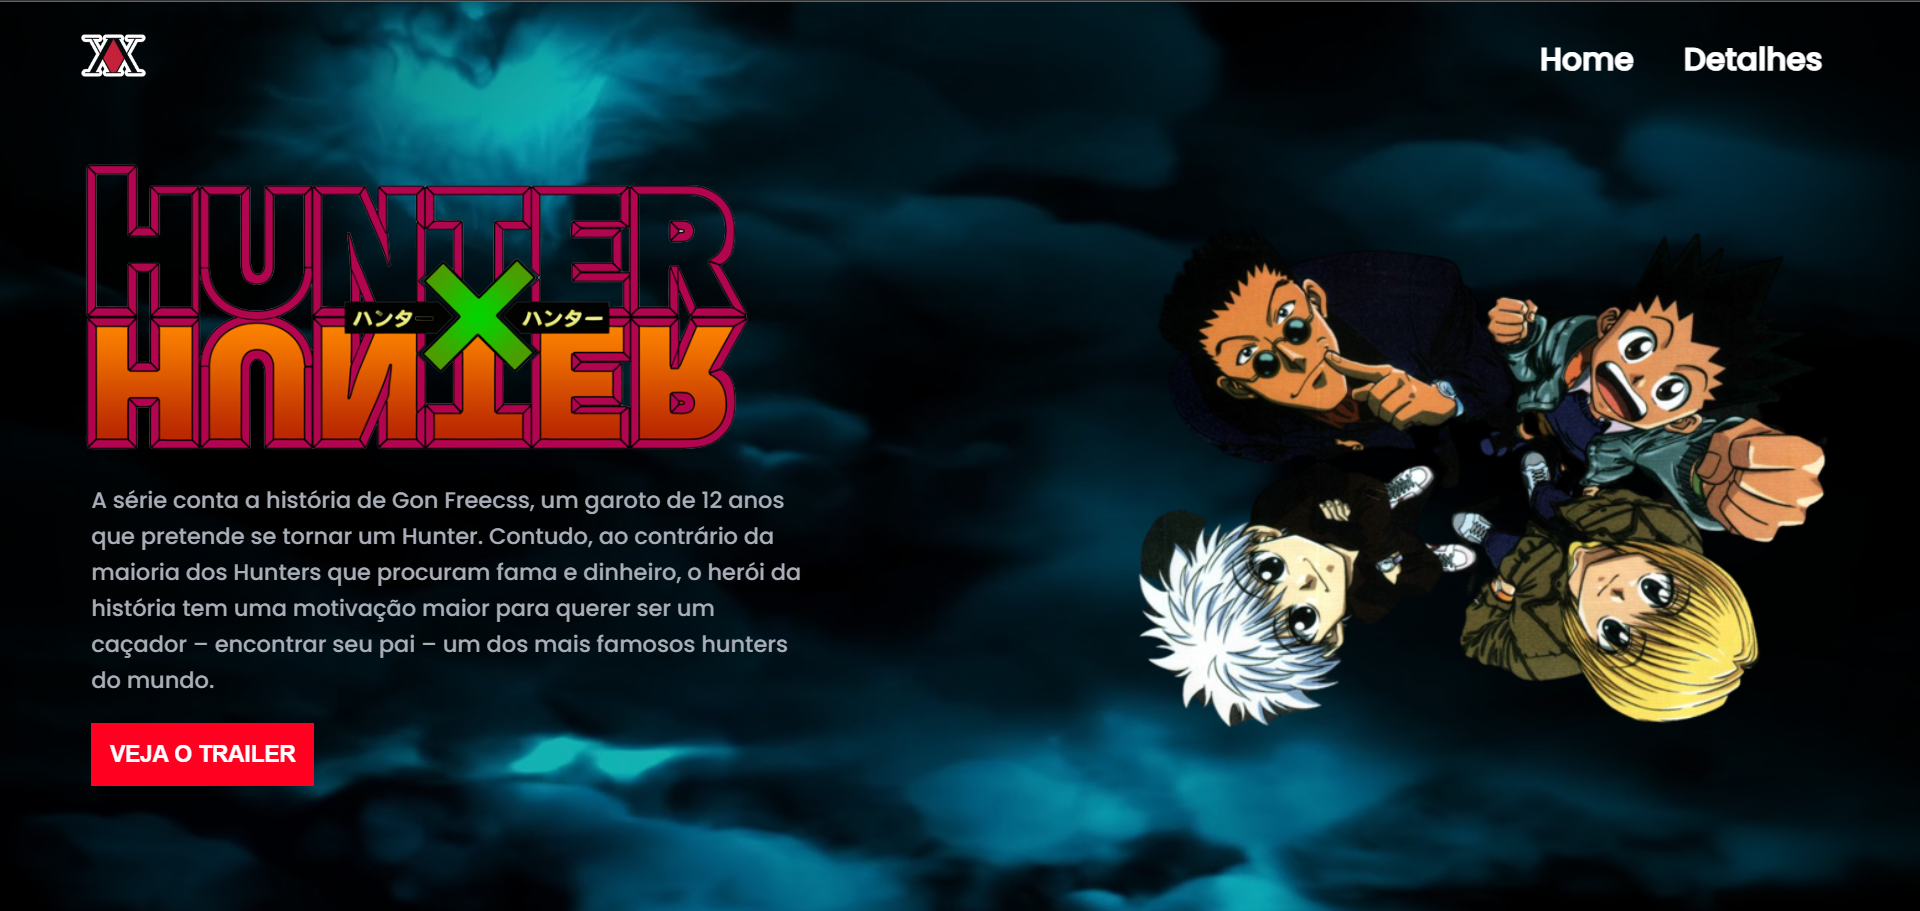 Home Detalhes
HUNTER
ハンター X ハンター
HUNTER
A série conta a história de Gon Freecss, um garoto de 12 anos
que pretende se tornar um Hunter. Contudo, ao contrário da
maioria dos Hunters que procuram fama e dinheiro, o herói da
história tem uma motivação maior para querer ser um
caçador – encontrar seu pai – um dos mais famosos hunters
do mundo.
VEJA O TRAILER